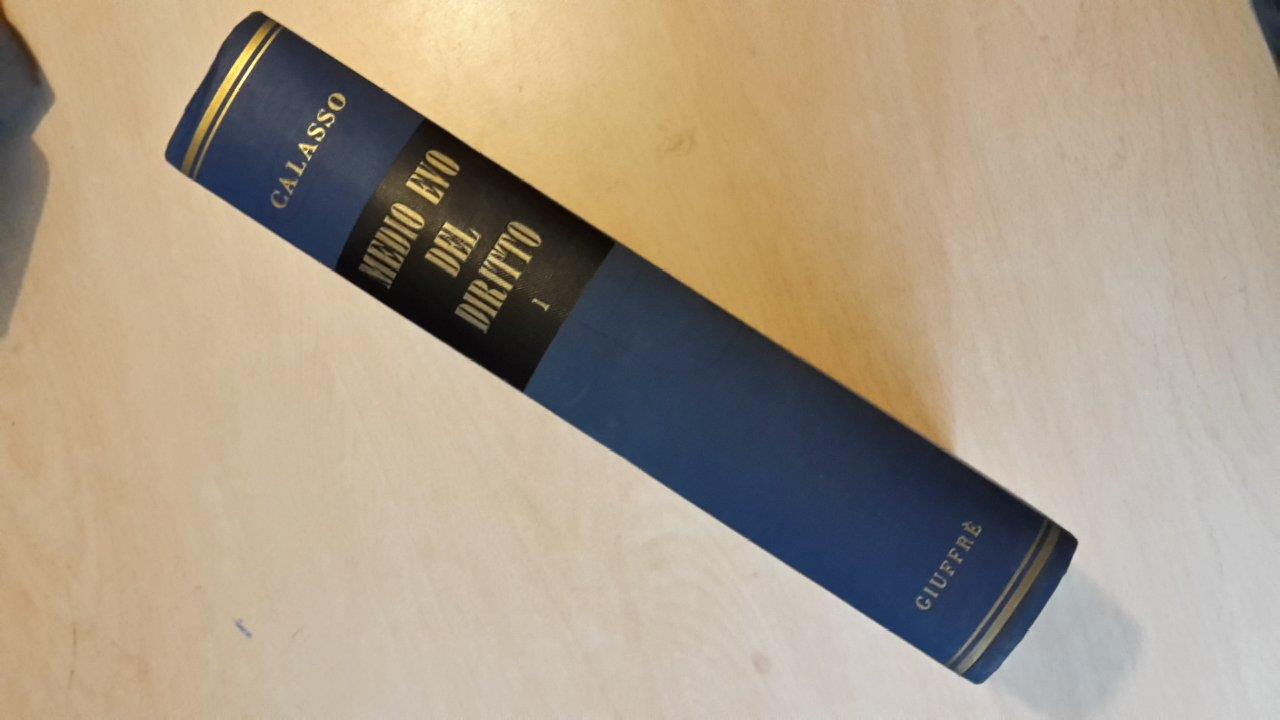 CALASSO
MEDIO EVO
DEL
DIRITTO
I
GIUFFRÈ